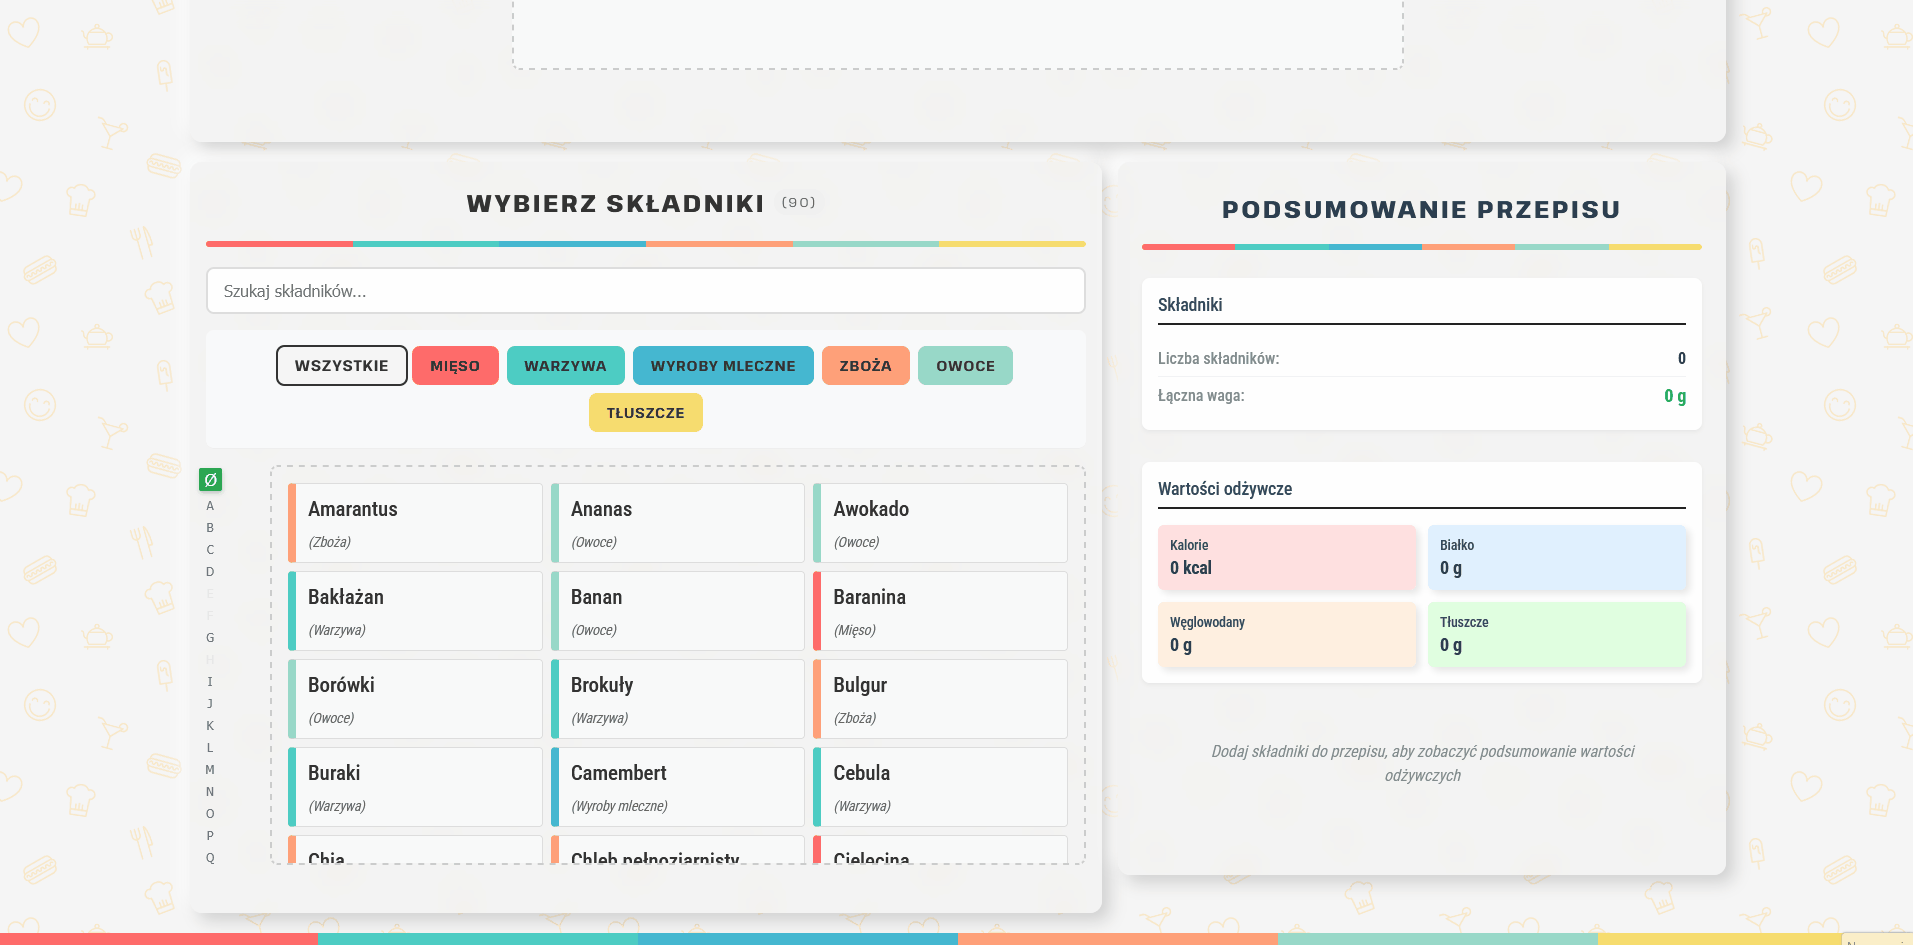 WYBIERZ SKŁADNIKI (90)
Szukaj składników...
WSZYSTKIE MIĘSO WARZYWA WYROBY MLECZNE ZBOŻA OWOCE
TŁUSZCZE
Ø
A
B
C
D
E
F
G
H
I
J
K
L
M
N
O
P
Q
Amarantus
(Zboża)
Ananas
(Owoce)
Awokado
(Owoce)
Bakłażan
(Warzywa)
Banan
(Owoce)
Baranina
(Mięso)
Borówki
(Owoce)
Brokuły
(Warzywa)
Bulgur
(Zboża)
Buraki
(Warzywa)
Camembert
(Wyroby mleczne)
Cebula
(Warzywa)
Chia
Chleb pełnoziarnisty
Cielęcina
PODSUMOWANIE PRZEPISU
Składniki
Liczba składników: 0
Łączna waga: 0 g
Wartości odżywcze
Kalorie
0 kcal
Białko
0 g
Węglowodany
0 g
Tłuszcze
0 g
Dodaj składniki do przepisu, aby zobaczyć podsumowanie wartości
odżywczych